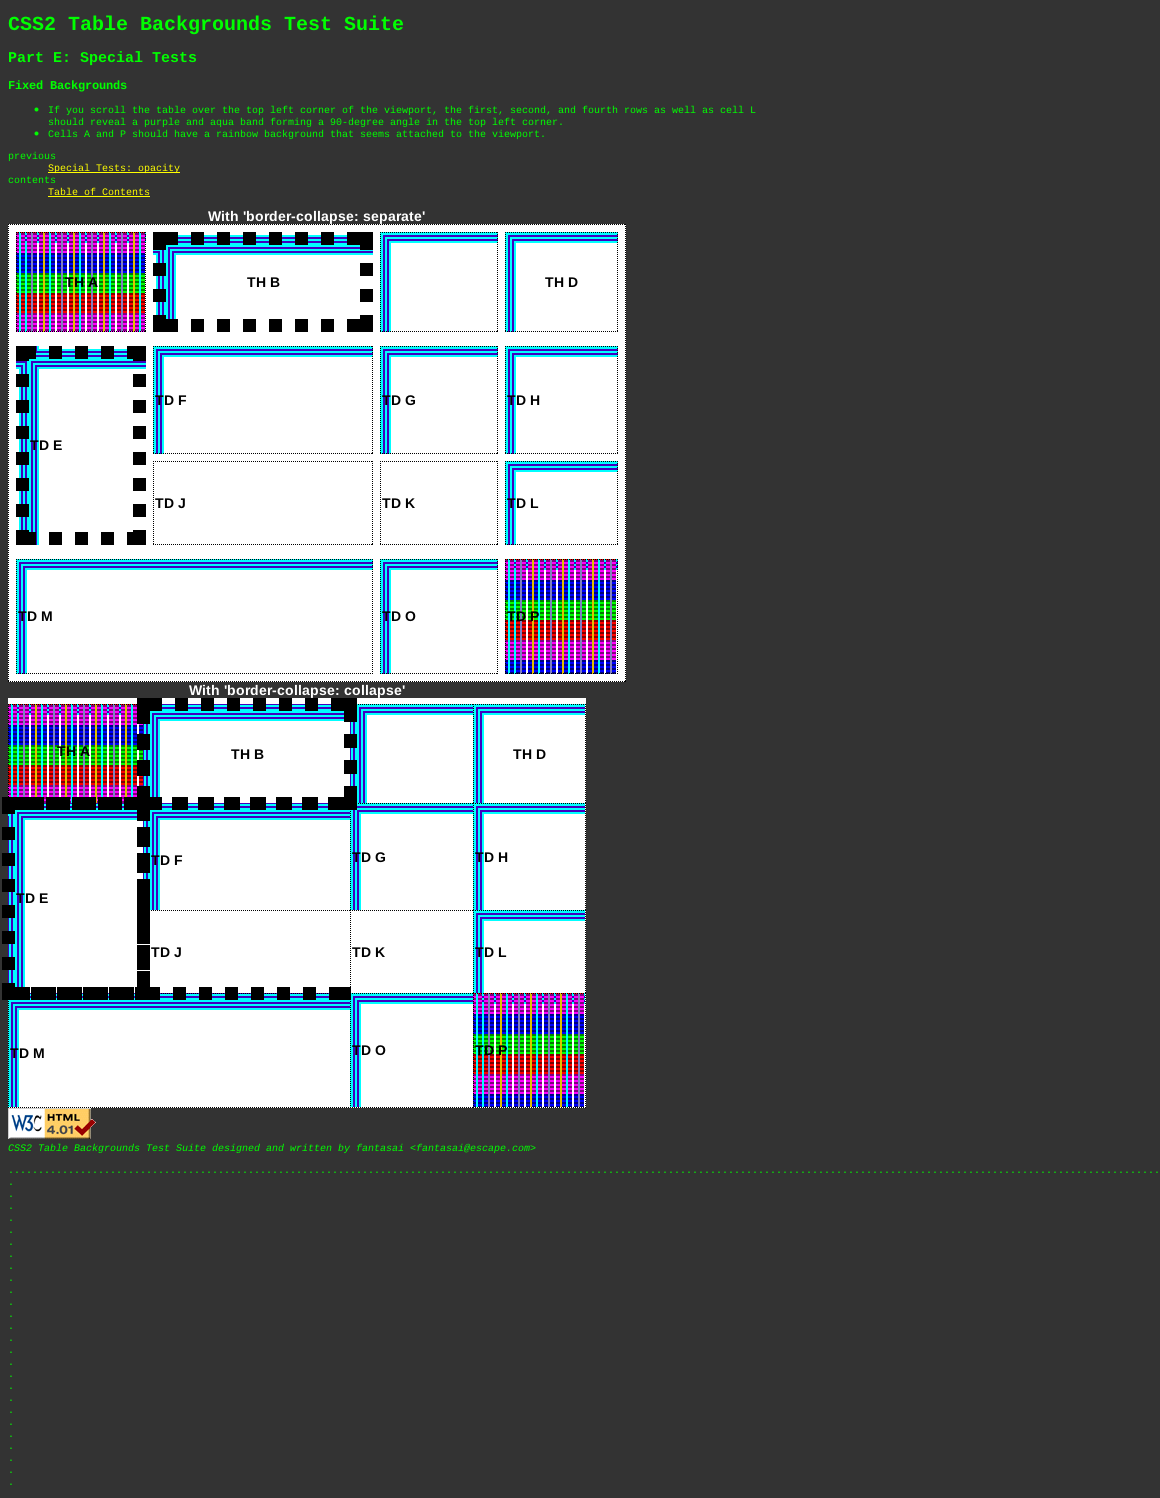 CSS2 Table Backgrounds Test Suite
Part E: Special Tests
Fixed Backgrounds
If you scroll the table over the top left corner of the viewport, the first, second, and fourth rows as well as cell L
should reveal a purple and aqua band forming a 90-degree angle in the top left corner.
Cells A and P should have a rainbow background that seems attached to the viewport.
previous
Special Tests: opacity
contents
Table of Contents
With 'border-collapse: separate'
TH A TH B TH D
TD F TD G TD H
TD E
TD J TD K TD L
TD M TD O TD P
With 'border-collapse: collapse'
TH A TH B TH D
TD F TD G TD H
TD E
TD J TD K TD L
TD M TD O TD P
W3C HTML 4.01
CSS2 Table Backgrounds Test Suite designed and written by fantasai <fantasai@escape.com>